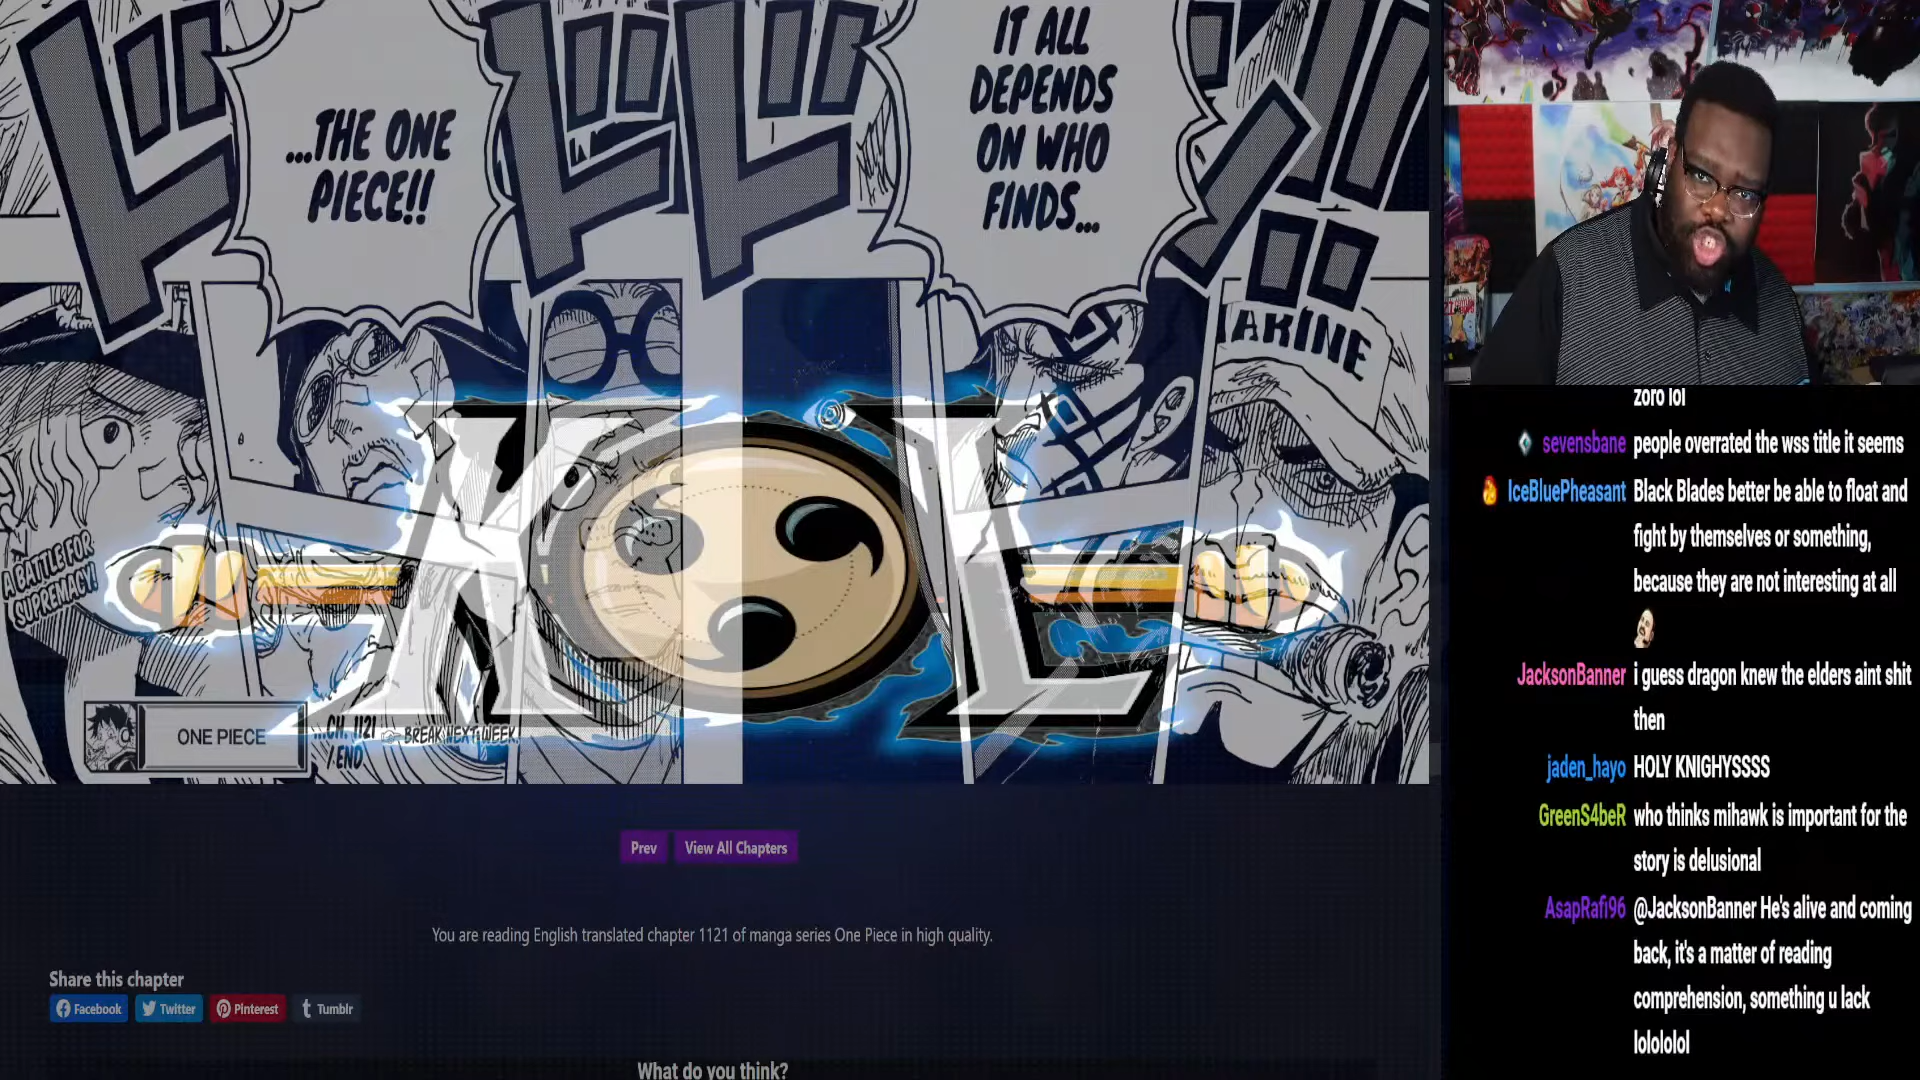 IT ALL
DEPENDS
ON WHO
FINDS...
...THE ONE
PIECE!!
MARINE
A BATTLE FOR
SUPREMACY!
ONE PIECE
CH. 1121
/ END
BREAK NEXT WEEK!
Prev
View All Chapters
You are reading English translated chapter 1121 of manga series One Piece in high quality.
Share this chapter
Facebook
Twitter
Pinterest
Tumblr
What do you think?
zoro lol
sevensbane people overrated the wss title it seems
IceBluePheasant Black Blades better be able to float and
fight by themselves or something,
because they are not interesting at all
JacksonBanner i guess dragon knew the elders aint shit
then
jaden_hayo HOLY KNIGHYSSSS
GreenS4beR who thinks mihawk is important for the
story is delusional
AsapRafi96 @JacksonBanner He's alive and coming
back, it's a matter of reading
comprehension, something u lack
lolololol